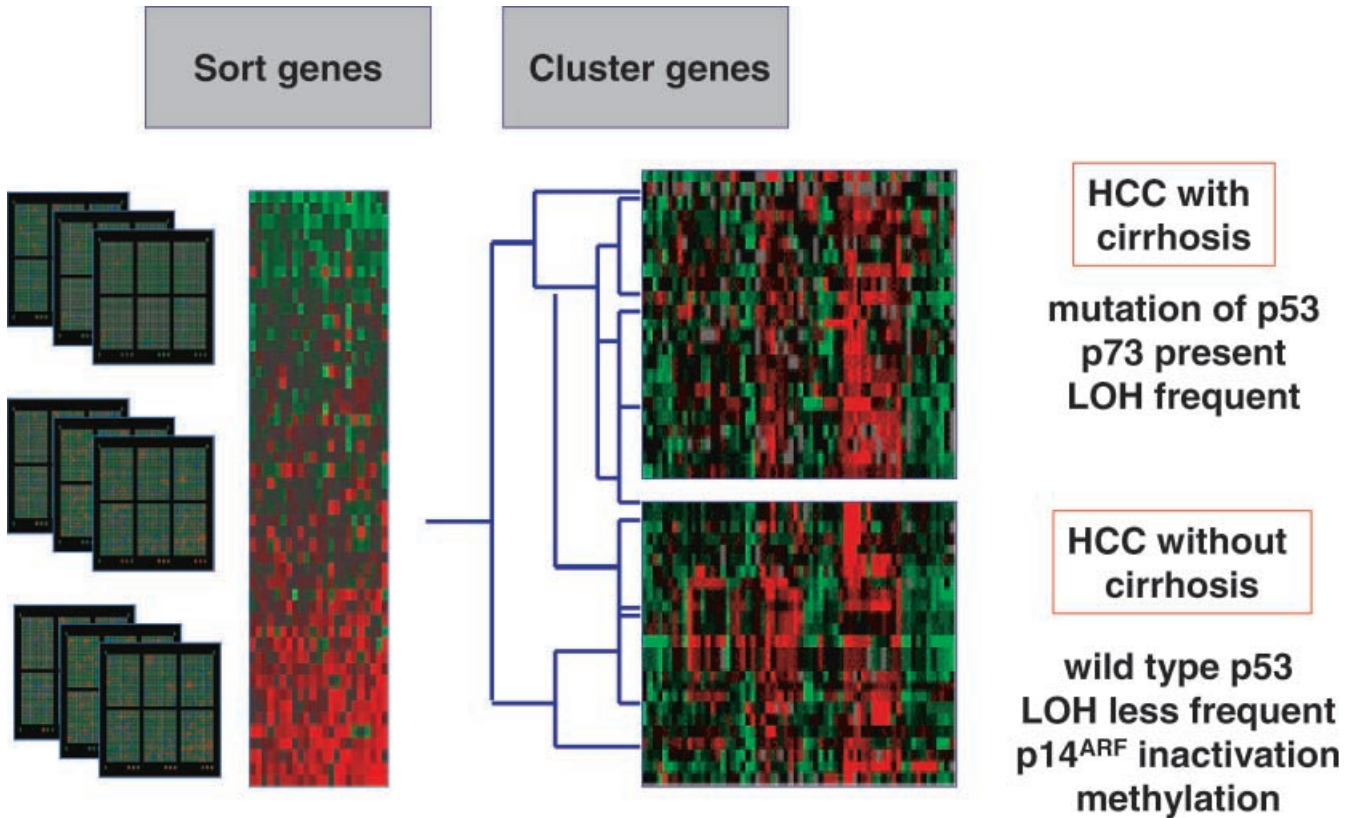 Sort genes
Cluster genes
HCC with
cirrhosis
mutation of p53
p73 present
LOH frequent
HCC without
cirrhosis
wild type p53
LOH less frequent
p14ARF inactivation
methylation